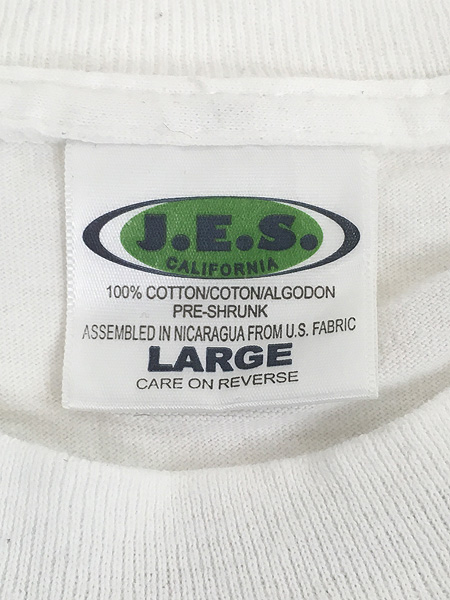 J.E.S.
CALIFORNIA
100% COTTON/COTON/ALGODON
PRE-SHRUNK
ASSEMBLED IN NICARAGUA FROM U.S. FABRIC
LARGE
CARE ON REVERSE